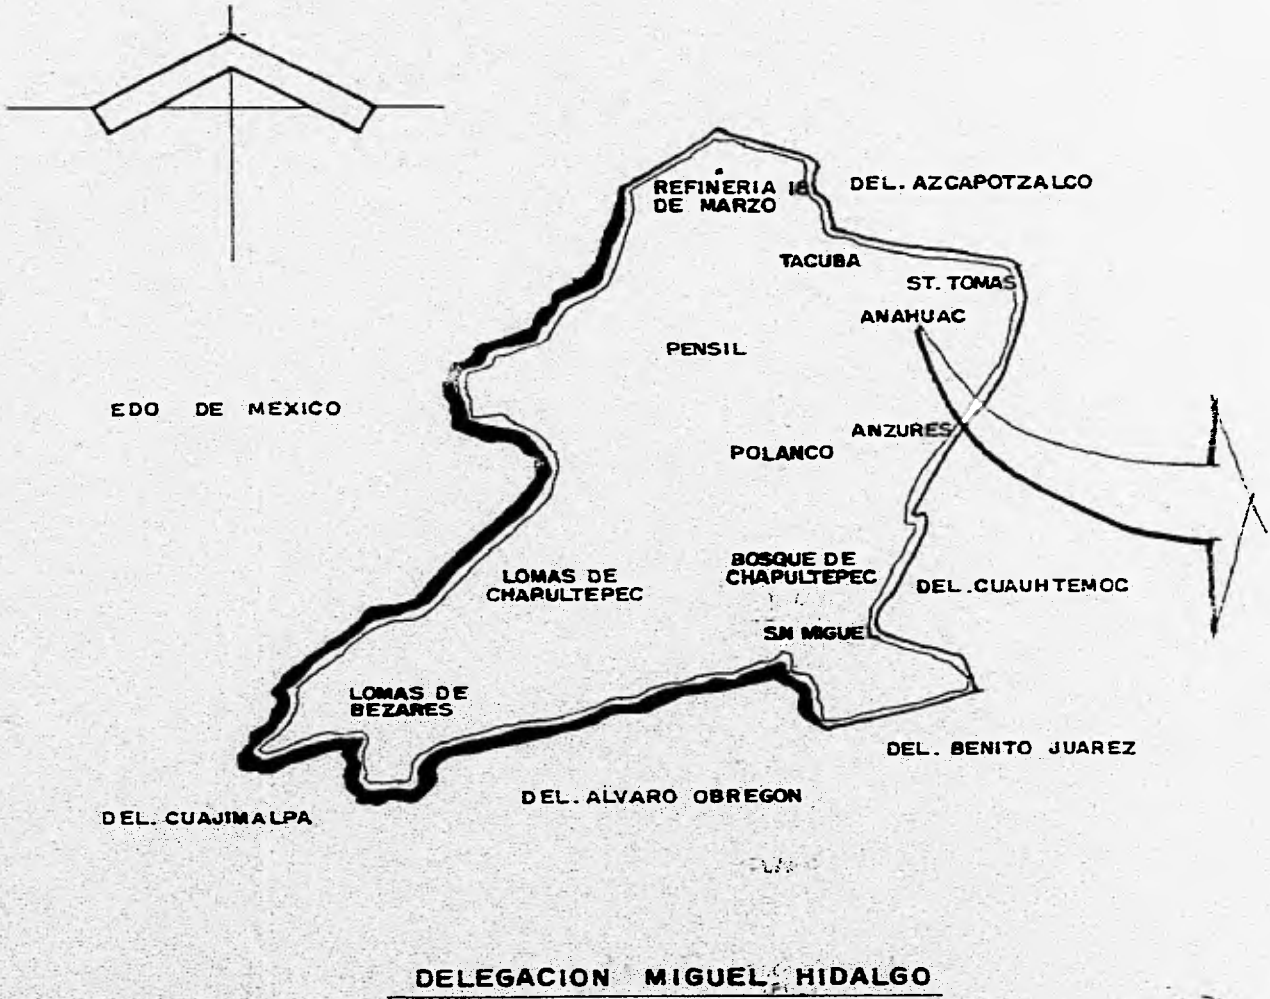 REFINERIA 18
DE MARZO
DEL. AZCAPOTZALCO
TACUBA
ST. TOMAS
ANAHUAC
PENSIL
EDO DE MEXICO
ANZURES
POLANCO
BOSQUE DE
CHAPULTEPEC
LOMAS DE
CHAPULTEPEC
DEL. CUAUHTEMOC
SN MIGUEL
LOMAS DE
BEZARES
DEL. BENITO JUAREZ
DEL. ALVARO OBREGON
DEL. CUAJIMALPA
DELEGACION MIGUEL HIDALGO